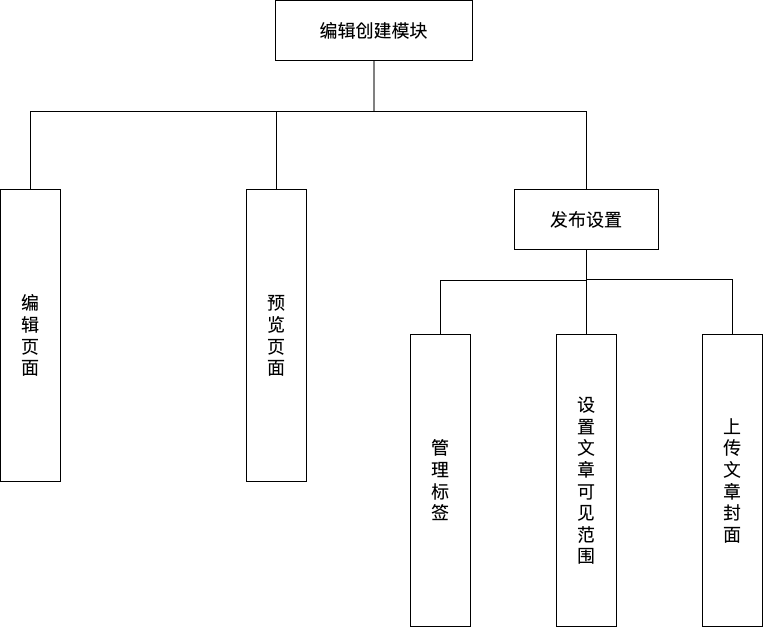 编辑创建模块
发布设置
编辑页面
预览页面
管理标签
设置文章可见范围
上传文章封面